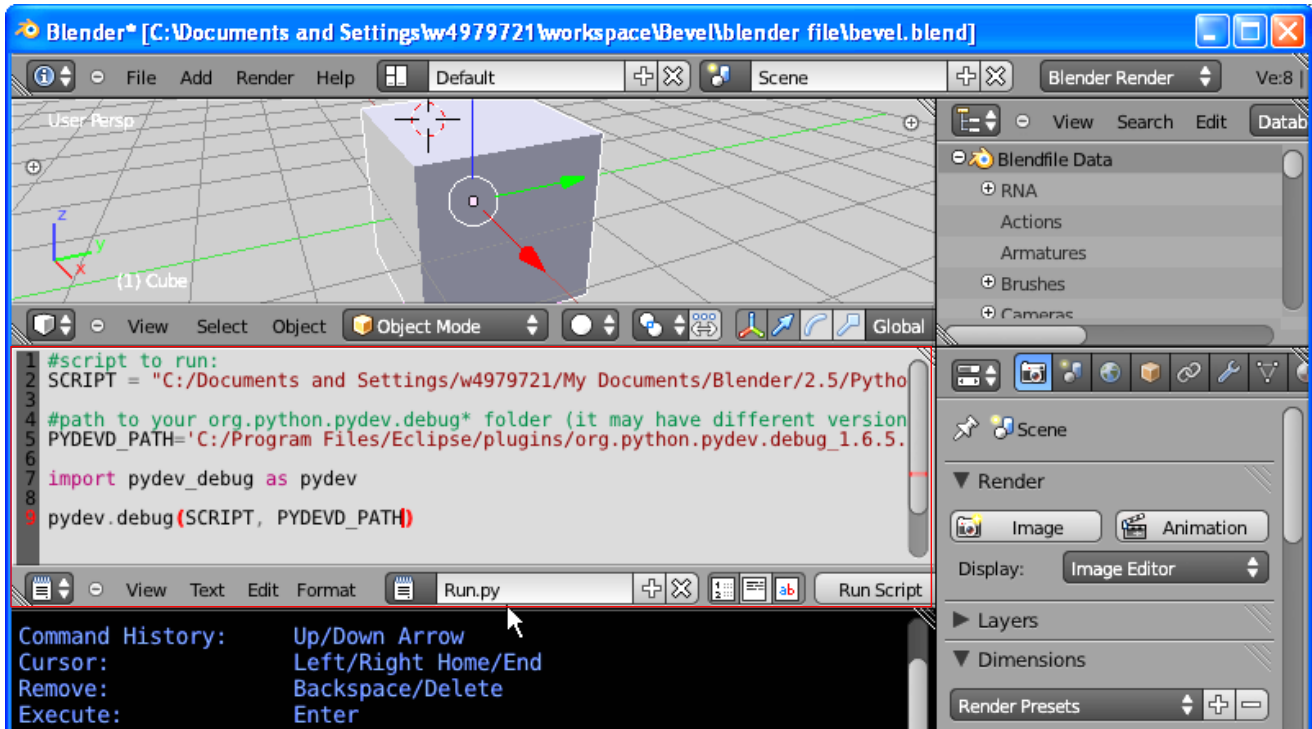 Blender* [C:\Documents and Settings\w4979721\workspace\Bevel\blender file\bevel.blend]
File Add Render Help Default Scene Blender Render Ve:8 |
User Persp
z
y
x
(1) Cube
View Select Object Object Mode Global
View Search Edit Datab
Blendfile Data
RNA
Actions
Armatures
Brushes
Cameras
1 #script to run:
2 SCRIPT = "C:/Documents and Settings/w4979721/My Documents/Blender/2.5/Pytho
3
4 #path to your org.python.pydev.debug* folder (it may have different version
5 PYDEVD_PATH='C:/Program Files/Eclipse/plugins/org.python.pydev.debug_1.6.5.
6
7 import pydev_debug as pydev
8
9 pydev.debug(SCRIPT, PYDEVD_PATH)
View Text Edit Format Run.py ab Run Script
Command History: Up/Down Arrow
Cursor: Left/Right Home/End
Remove: Backspace/Delete
Execute: Enter
Scene
Render
Image Animation
Display: Image Editor
Layers
Dimensions
Render Presets